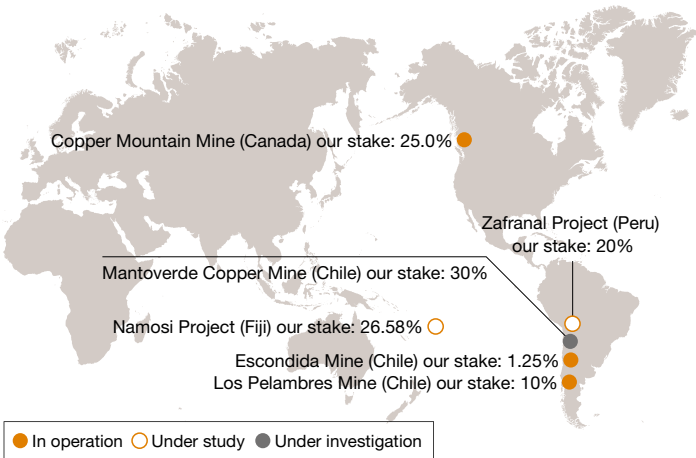 Copper Mountain Mine (Canada) our stake: 25.0%
Zafranal Project (Peru)
our stake: 20%
Mantoverde Copper Mine (Chile) our stake: 30%
Namosi Project (Fiji) our stake: 26.58%
Escondida Mine (Chile) our stake: 1.25%
Los Pelambres Mine (Chile) our stake: 10%
In operation Under study Under investigation